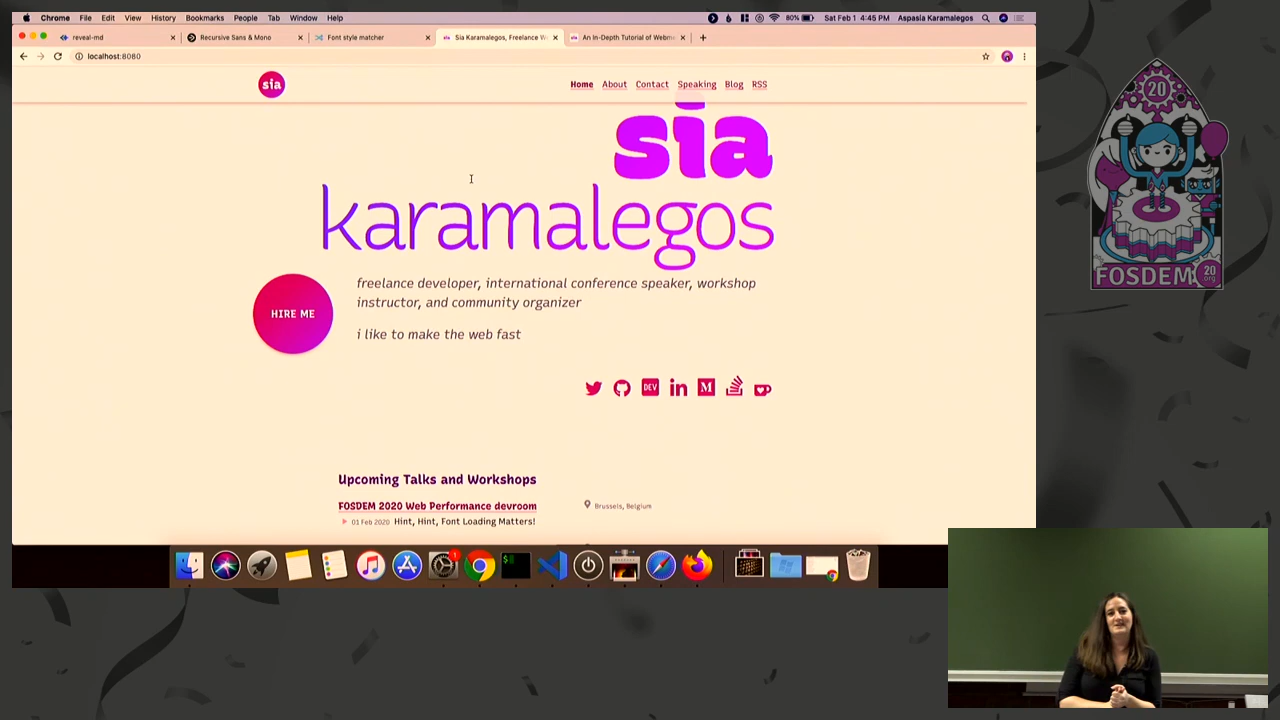 Chrome File Edit View History Bookmarks People Tab Window Help
80% Sat Feb 1 4:45 PM Aspasia Karamalegos
reveal-md
Recursive Sans & Mono
Font style matcher
Sia Karamalegos, Freelance W
An In-Depth Tutorial of Webm
localhost:8080
sia
Home About Contact Speaking Blog RSS
sia
karamalegos
HIRE ME
freelance developer, international conference speaker, workshop
instructor, and community organizer
i like to make the web fast
DEV
in
M
Upcoming Talks and Workshops
FOSDEM 2020 Web Performance devroom
Brussels, Belgium
01 Feb 2020 Hint, Hint, Font Loading Matters!
1
20
FOSDEM
20
.org